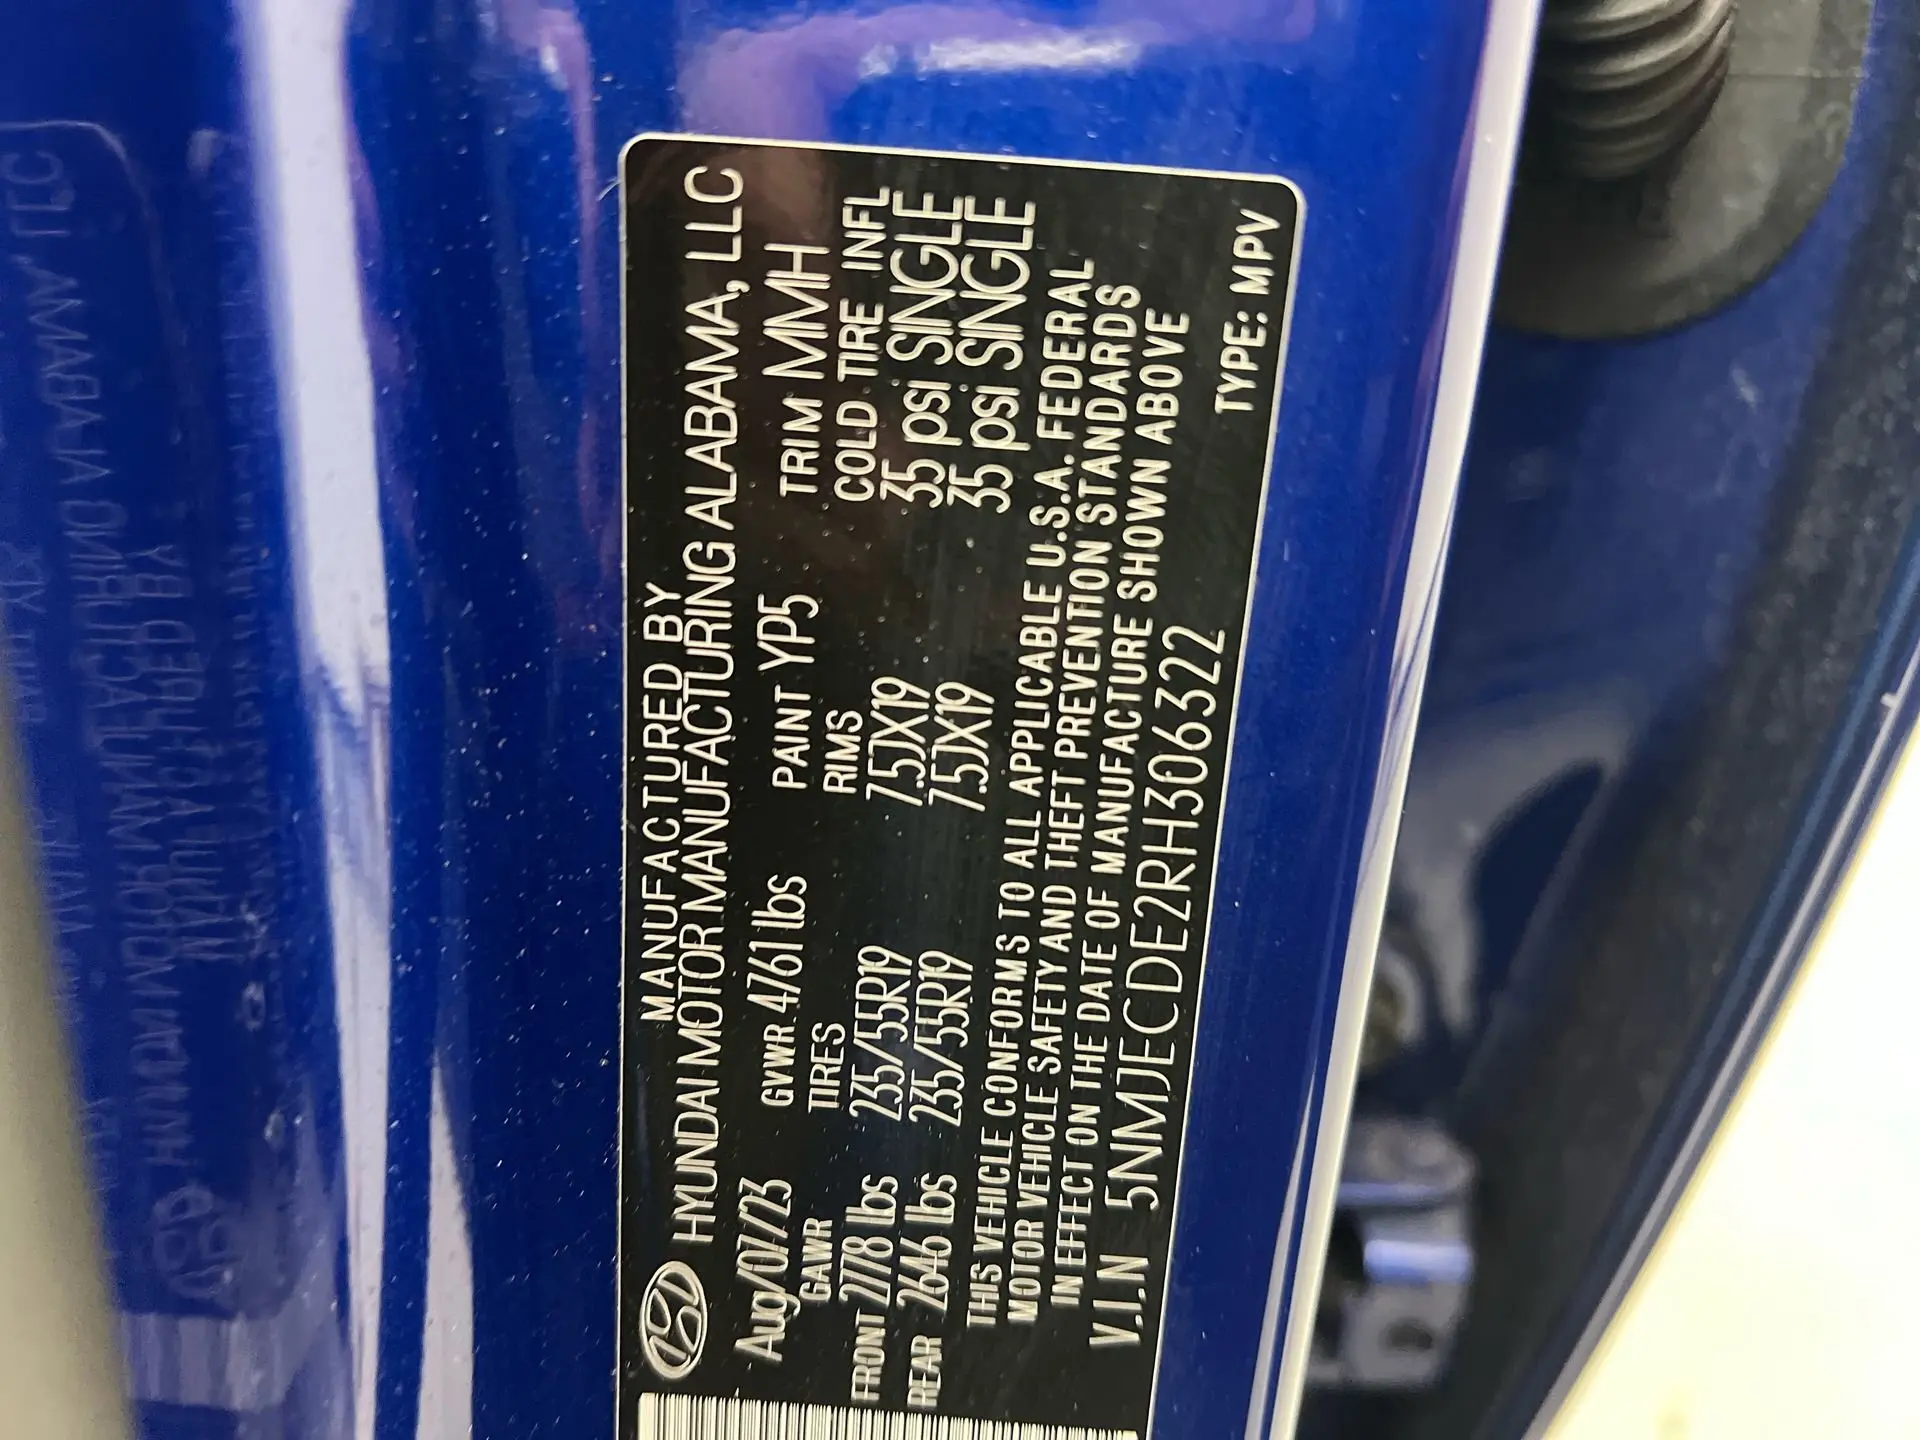 MANUFACTURED BY
HYUNDAI MOTOR MANUFACTURING ALABAMA, LLC
Aug/07/23 GVWR 4761 lbs PAINT YP5 TRIM MMH
GAWR TIRES RIMS COLD TIRE INFL
FRONT 2778 lbs 235/55R19 7.5JX19 35 psi SINGLE
REAR 2646 lbs 235/55R19 7.5JX19 35 psi SINGLE
THIS VEHICLE CONFORMS TO ALL APPLICABLE U.S.A. FEDERAL
MOTOR VEHICLE SAFETY AND THEFT PREVENTION STANDARDS
IN EFFECT ON THE DATE OF MANUFACTURE SHOWN ABOVE
V.I.N 5NMJECDE2RH306322 TYPE: MPV